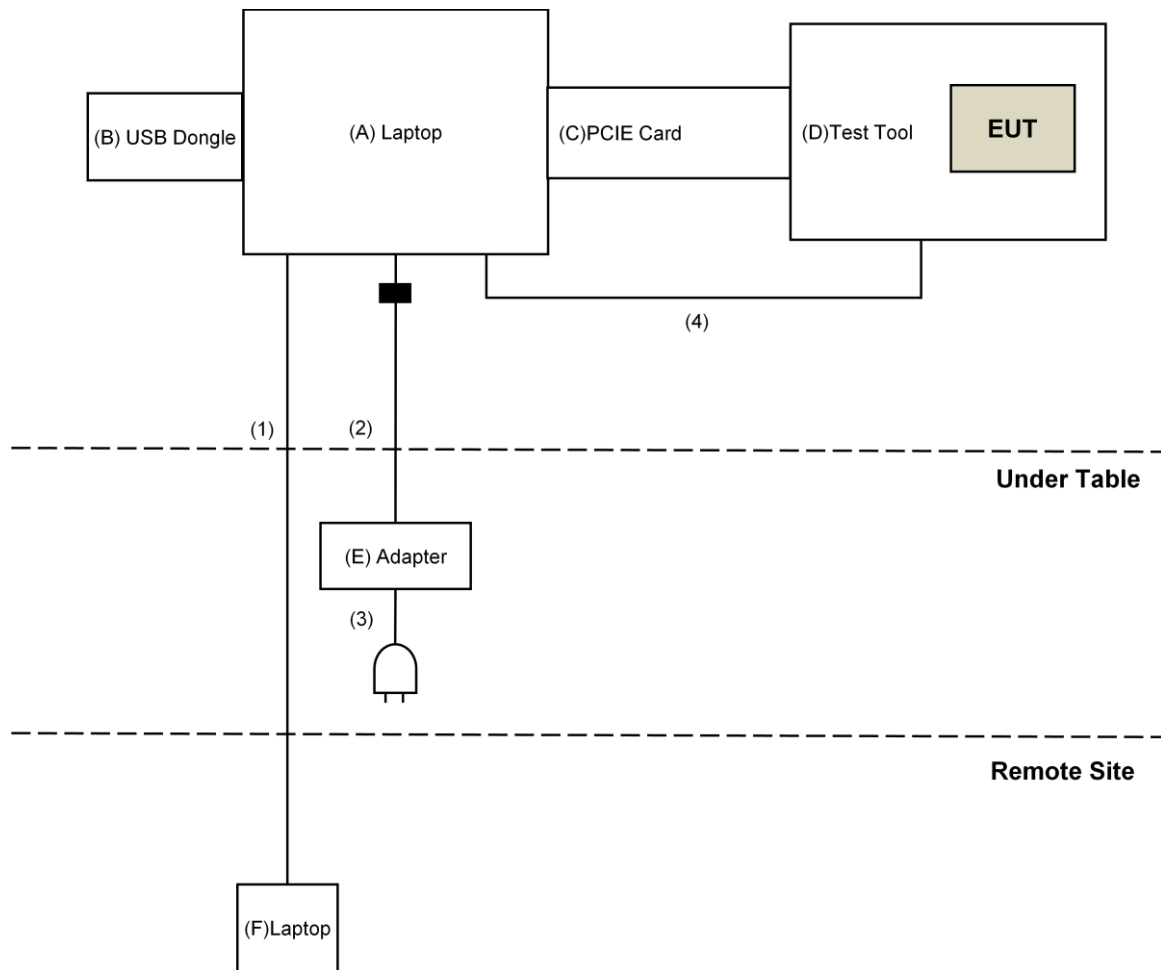 (B) USB Dongle
(A) Laptop
(C)PCIE Card
(D)Test Tool
EUT
(4)
(1)
(2)
Under Table
(E) Adapter
(3)
Remote Site
(F)Laptop